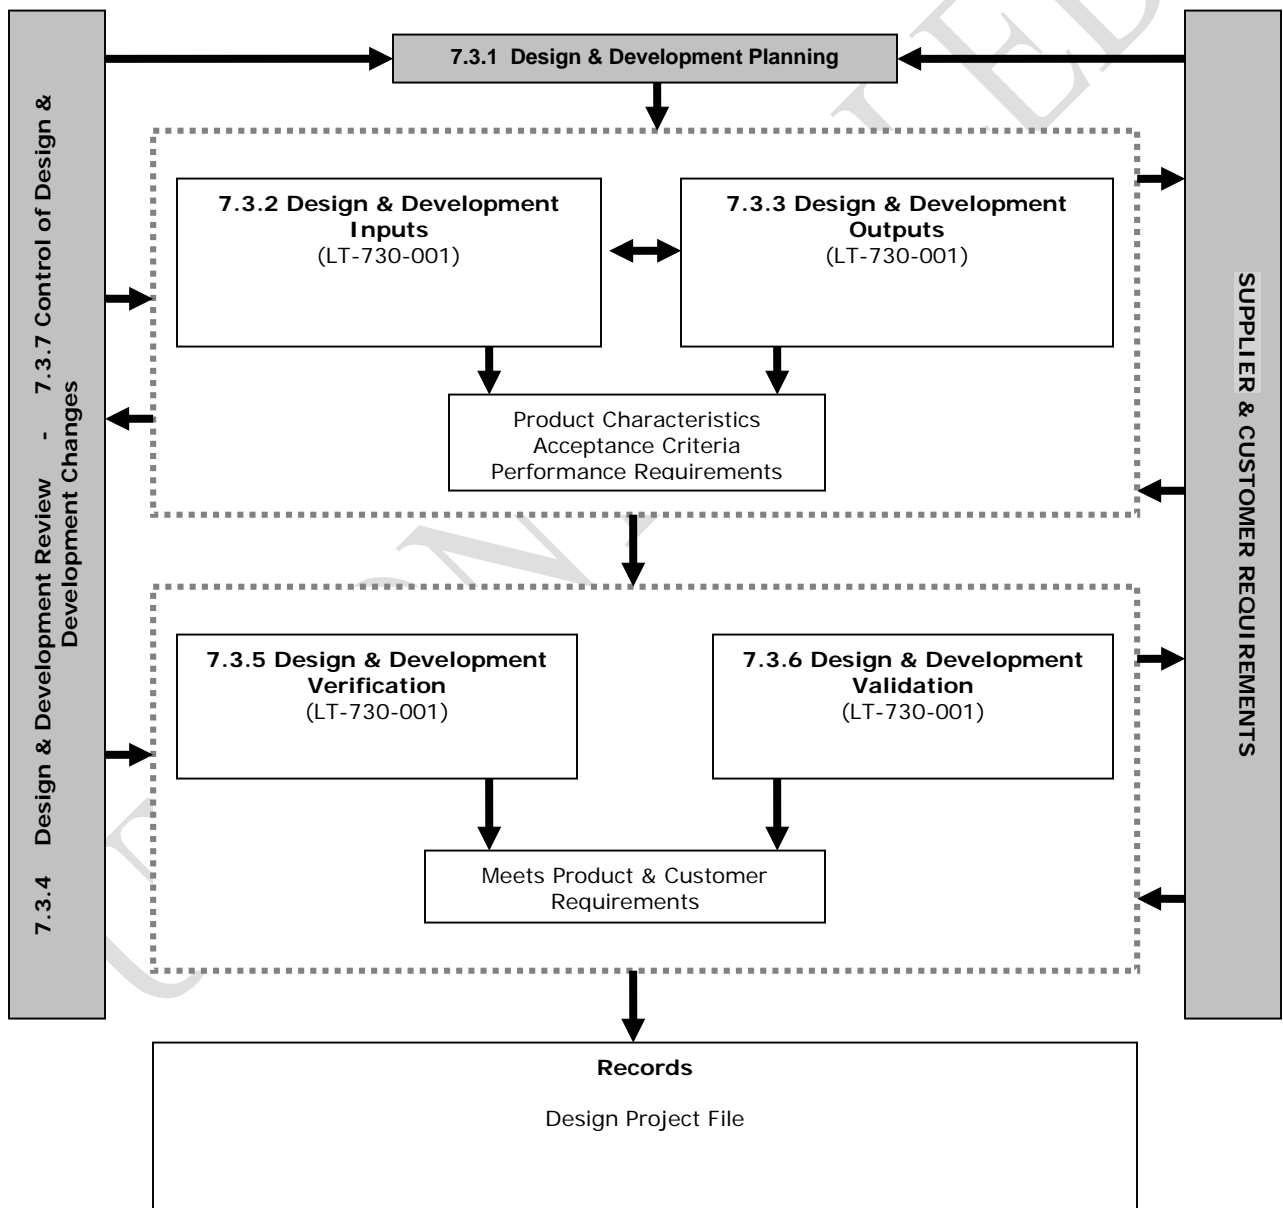 7.3.1 Design & Development Planning
7.3.2 Design & Development
Inputs
(LT-730-001)
7.3.3 Design & Development
Outputs
(LT-730-001)
Product Characteristics
Acceptance Criteria
Performance Requirements
7.3.4 Design & Development Review - 7.3.7 Control of Design &
Development Changes
SUPPLIER & CUSTOMER REQUIREMENTS
7.3.5 Design & Development
Verification
(LT-730-001)
7.3.6 Design & Development
Validation
(LT-730-001)
Meets Product & Customer
Requirements
Records
Design Project File